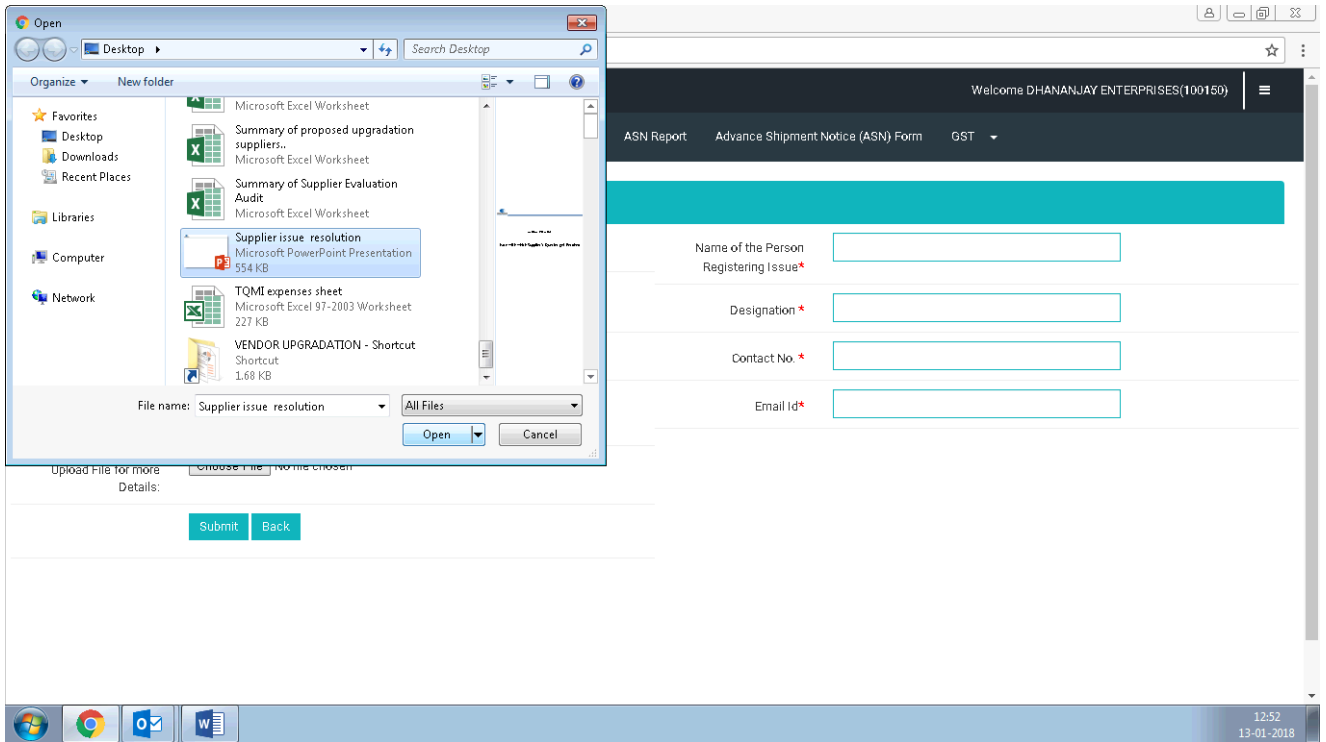 Open
Desktop
Search Desktop
Organize
New folder
Favorites
Desktop
Downloads
Recent Places
Libraries
Computer
Network
Microsoft Excel Worksheet
Summary of proposed upgradation
suppliers..
Microsoft Excel Worksheet
Summary of Supplier Evaluation
Audit
Microsoft Excel Worksheet
Supplier issue resolution
Microsoft PowerPoint Presentation
554 KB
TQMI expenses sheet
Microsoft Excel 97-2003 Worksheet
227 KB
VENDOR UPGRADATION - Shortcut
Shortcut
1.68 KB
File name: Supplier issue resolution
All Files
Open
Cancel
Welcome DHANANJAY ENTERPRISES(100150)
ASN Report
Advance Shipment Notice (ASN) Form
GST
Name of the Person
Registering Issue*
Designation *
Contact No. *
Email Id*
Upload File for more
Details:
Choose File No file chosen
Submit
Back
12:52
13-01-2018